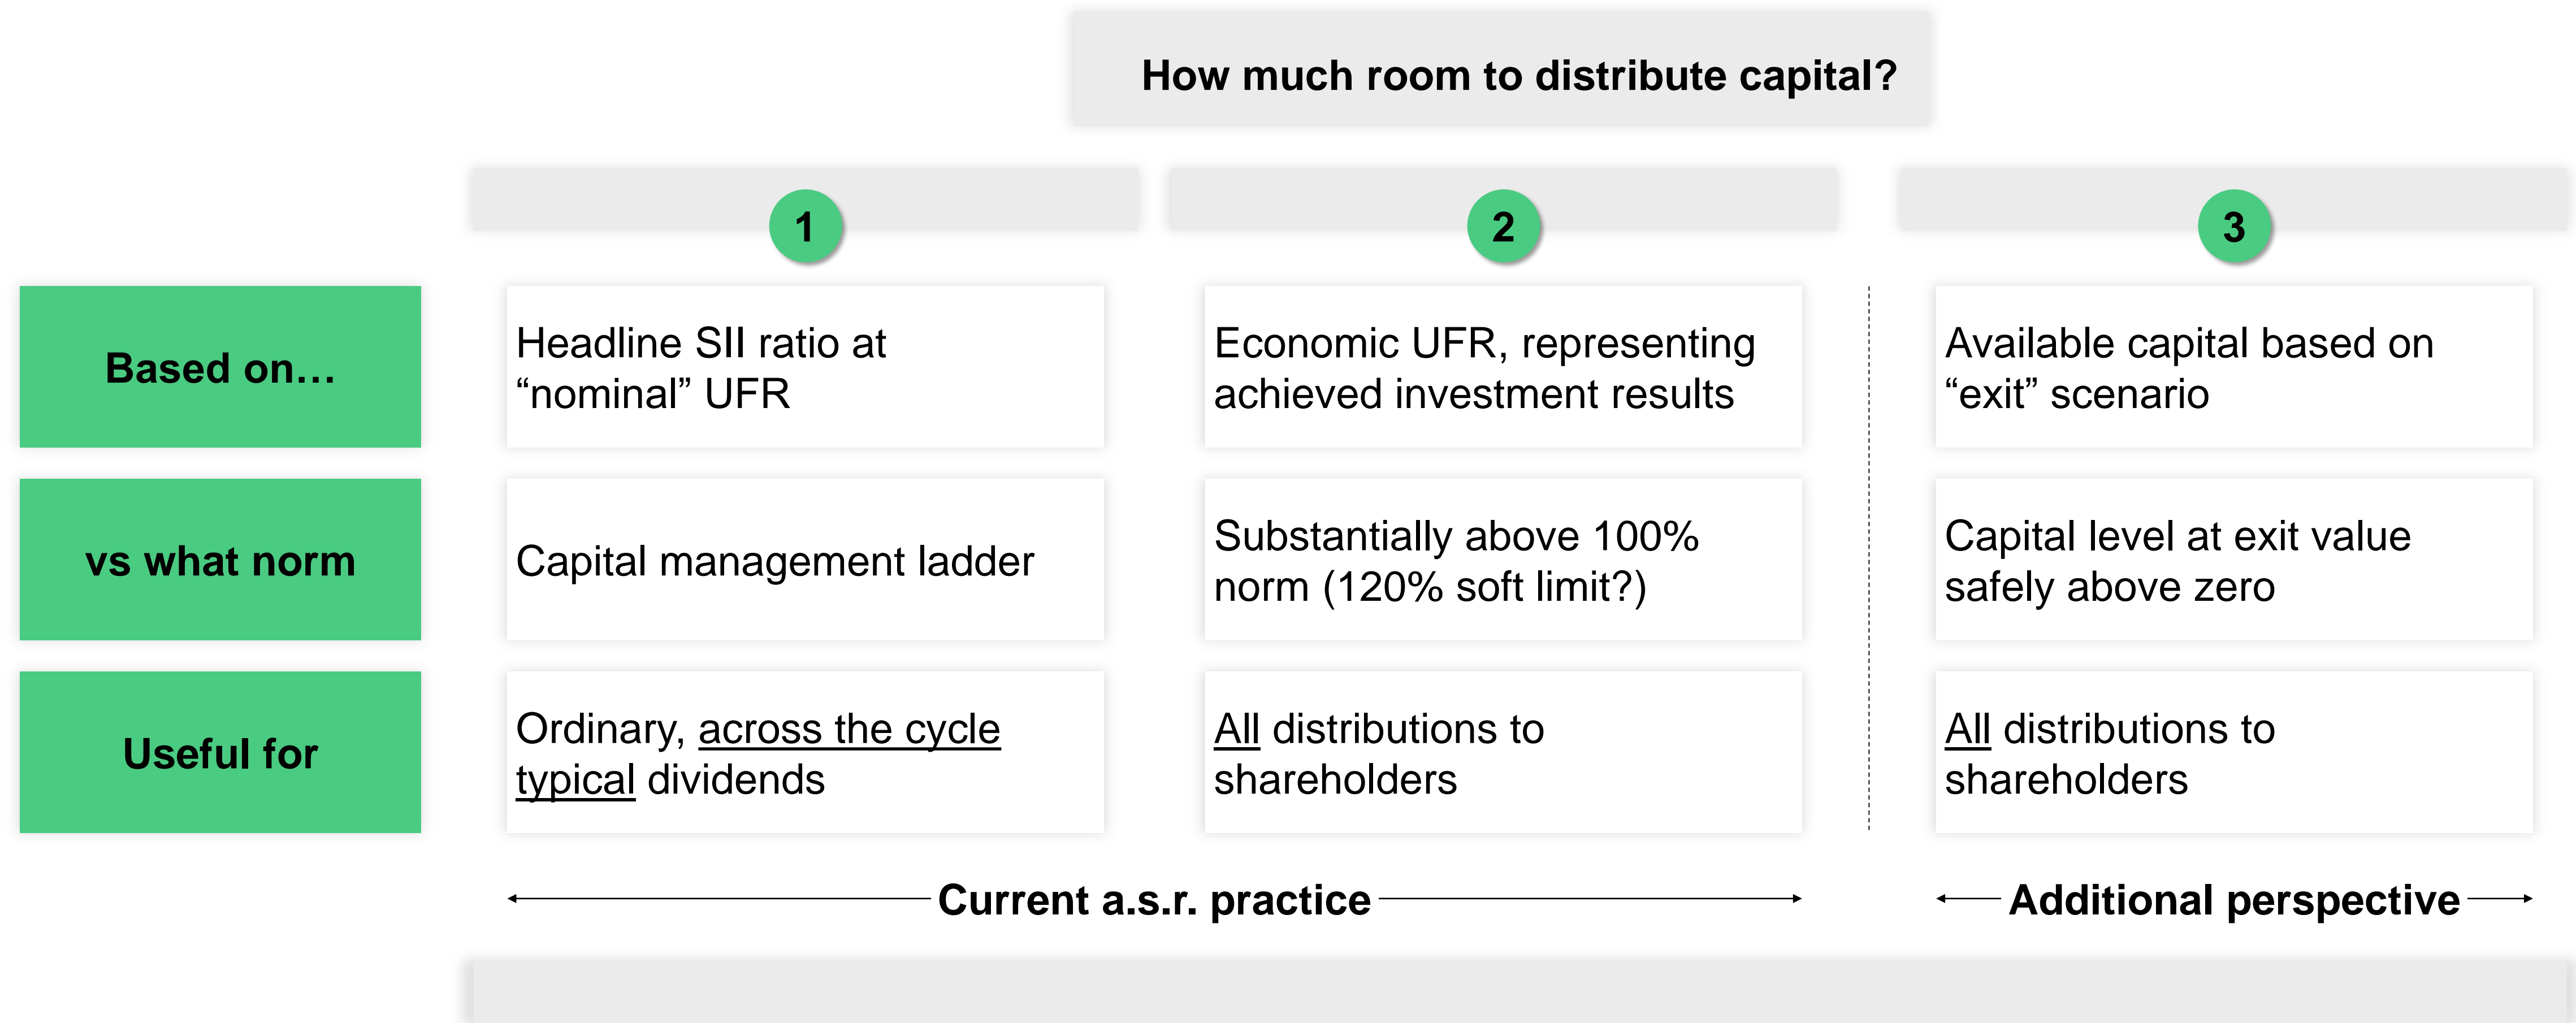 How much room to distribute capital?
1
2
3
Based on…
Headline SII ratio at
“nominal” UFR
Economic UFR, representing
achieved investment results
Available capital based on
“exit” scenario
vs what norm
Capital management ladder
Substantially above 100%
norm (120% soft limit?)
Capital level at exit value
safely above zero
Useful for
Ordinary, across the cycle
typical dividends
All distributions to
shareholders
All distributions to
shareholders
Current a.s.r. practice
Additional perspective